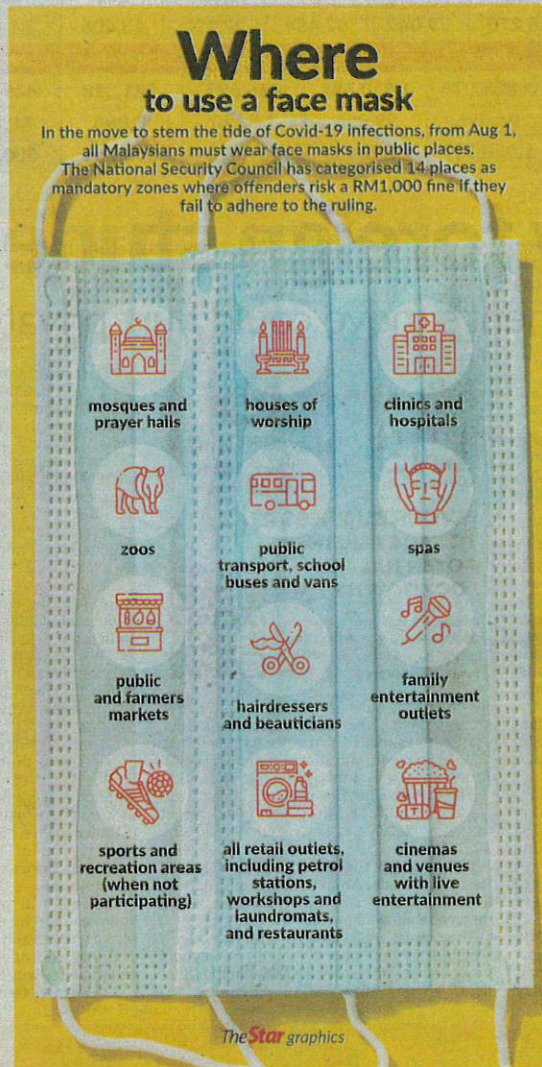 Where
to use a face mask
In the move to stem the tide of Covid-19 infections, from Aug 1,
all Malaysians must wear face masks in public places.
The National Security Council has categorised 14 places as
mandatory zones where offenders risk a RM1,000 fine if they
fail to adhere to the ruling.
mosques and
prayer halls
houses of
worship
clinics and
hospitals
zoos
public
transport, school
buses and vans
spas
public
and farmers
markets
hairdressers
and beauticians
family
entertainment
outlets
sports and
recreation areas
(when not
participating)
all retail outlets,
including petrol
stations,
workshops and
laundromats,
and restaurants
cinemas
and venues
with live
entertainment
TheStar graphics